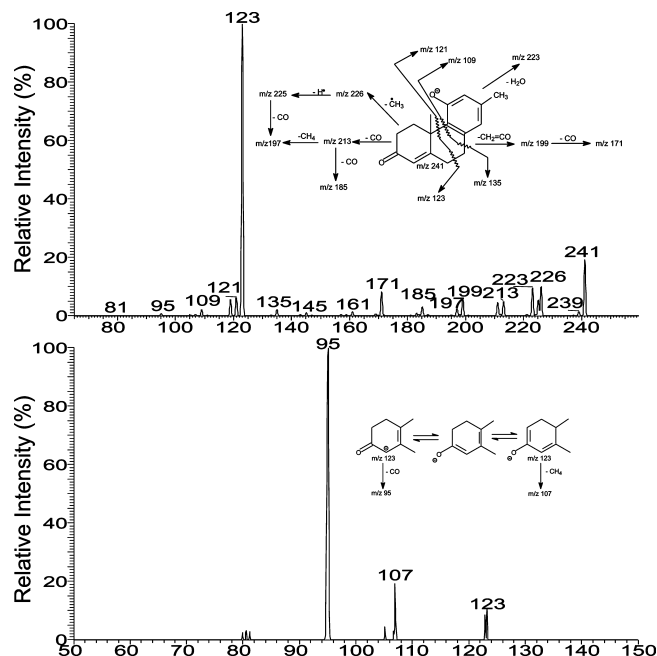 Relative Intensity (%)
100
80
60
40
20
0
123
m/z 121
m/z 109
m/z 223
- H2O
O
⊖
CH3
m/z 225
- H•
m/z 226
- •CH3
- CO
m/z197
-CH4
m/z 213
- CO
O
m/z 241
-CH2=CO
m/z 199
- CO
m/z 171
- CO
m/z 185
m/z 123
m/z 135
81
95
109
121
135
145
161
171
185
197
199
213
223
226
239
241
80 100 120 140 160 180 200 220 240
Relative Intensity (%)
100
80
60
40
20
0
95
O ⊖
⊖ O
⊖ O
m/z 123
m/z 123
- CO
- CH4
m/z 95
m/z 107
107
123
50 60 70 80 90 100 110 120 130 140 150